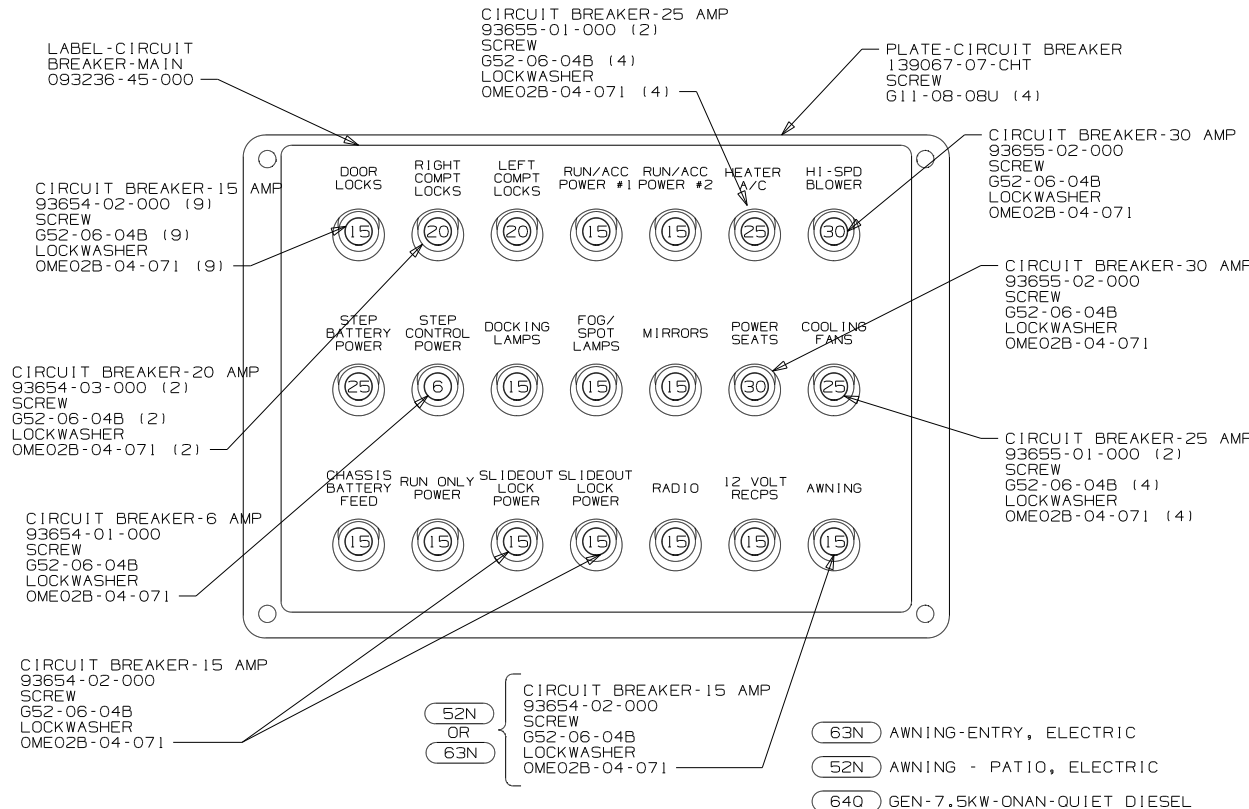 LABEL-CIRCUIT
BREAKER-MAIN
093236-45-000
CIRCUIT BREAKER-25 AMP
93655-01-000 (2)
SCREW
G52-06-04B (4)
LOCKWASHER
OME02B-04-071 (4)
PLATE-CIRCUIT BREAKER
139067-07-CHT
SCREW
G11-08-08U (4)
CIRCUIT BREAKER-30 AMP
93655-02-000
SCREW
G52-06-04B
LOCKWASHER
OME02B-04-071
CIRCUIT BREAKER-15 AMP
93654-02-000 (9)
SCREW
G52-06-04B (9)
LOCKWASHER
OME02B-04-071 (9)
DOOR
LOCKS
RIGHT
COMPT
LOCKS
LEFT
COMPT
LOCKS
RUN/ACC
POWER #1
RUN/ACC
POWER #2
HEATER
A/C
HI-SPD
BLOWER
15
20
20
15
15
25
30
CIRCUIT BREAKER-30 AMP
93655-02-000
SCREW
G52-06-04B
LOCKWASHER
OME02B-04-071
STEP
BATTERY
POWER
STEP
CONTROL
POWER
DOCKING
LAMPS
FOG/
SPOT
LAMPS
MIRRORS
POWER
SEATS
COOLING
FANS
25
6
15
15
15
30
25
CIRCUIT BREAKER-20 AMP
93654-03-000 (2)
SCREW
G52-06-04B (2)
LOCKWASHER
OME02B-04-071 (2)
CIRCUIT BREAKER-25 AMP
93655-01-000 (2)
SCREW
G52-06-04B (4)
LOCKWASHER
OME02B-04-071 (4)
CHASSIS
BATTERY
FEED
RUN ONLY
POWER
SLIDEOUT
LOCK
POWER
SLIDEOUT
LOCK
POWER
RADIO
12 VOLT
RECPS
AWNING
15
15
15
15
15
15
15
CIRCUIT BREAKER-6 AMP
93654-01-000
SCREW
G52-06-04B
LOCKWASHER
OME02B-04-071
CIRCUIT BREAKER-15 AMP
93654-02-000
SCREW
G52-06-04B
LOCKWASHER
OME02B-04-071
52N
OR
63N
CIRCUIT BREAKER-15 AMP
93654-02-000
SCREW
G52-06-04B
LOCKWASHER
OME02B-04-071
63N AWNING-ENTRY, ELECTRIC
52N AWNING - PATIO, ELECTRIC
64Q GEN-7.5KW-ONAN-QUIET DIESEL